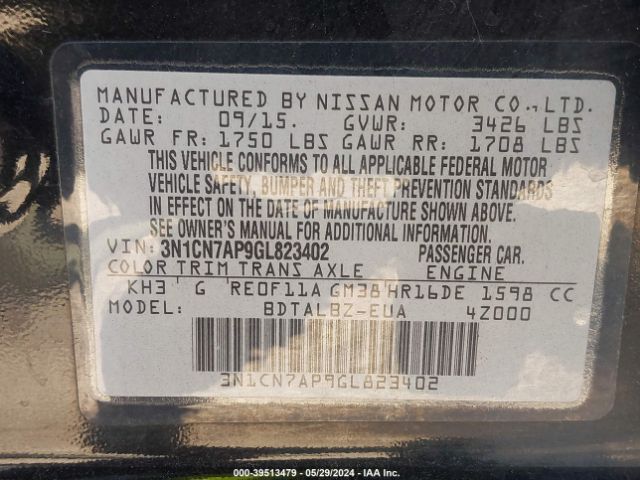 MANUFACTURED BY NISSAN MOTOR CO.,LTD.
DATE: 09/15. GVWR: 3426 LBS
GAWR FR: 1750 LBS GAWR RR: 1708 LBS
THIS VEHICLE CONFORMS TO ALL APPLICABLE FEDERAL MOTOR
VEHICLE SAFETY, BUMPER AND THEFT PREVENTION STANDARDS
IN EFFECT ON THE DATE OF MANUFACTURE SHOWN ABOVE.
SEE OWNER'S MANUAL FOR ADDITIONAL INFORMATION.
VIN: 3N1CN7AP9GL823402 PASSENGER CAR.
COLOR TRIM TRANS AXLE ENGINE
KH3 G RE0F11A GM38 HR16DE 1598 CC
MODEL: BDTALBZ-EUA 4Z000
3N1CN7AP9GL823402
000-39513479 - 05/29/2024 - IAA Inc.